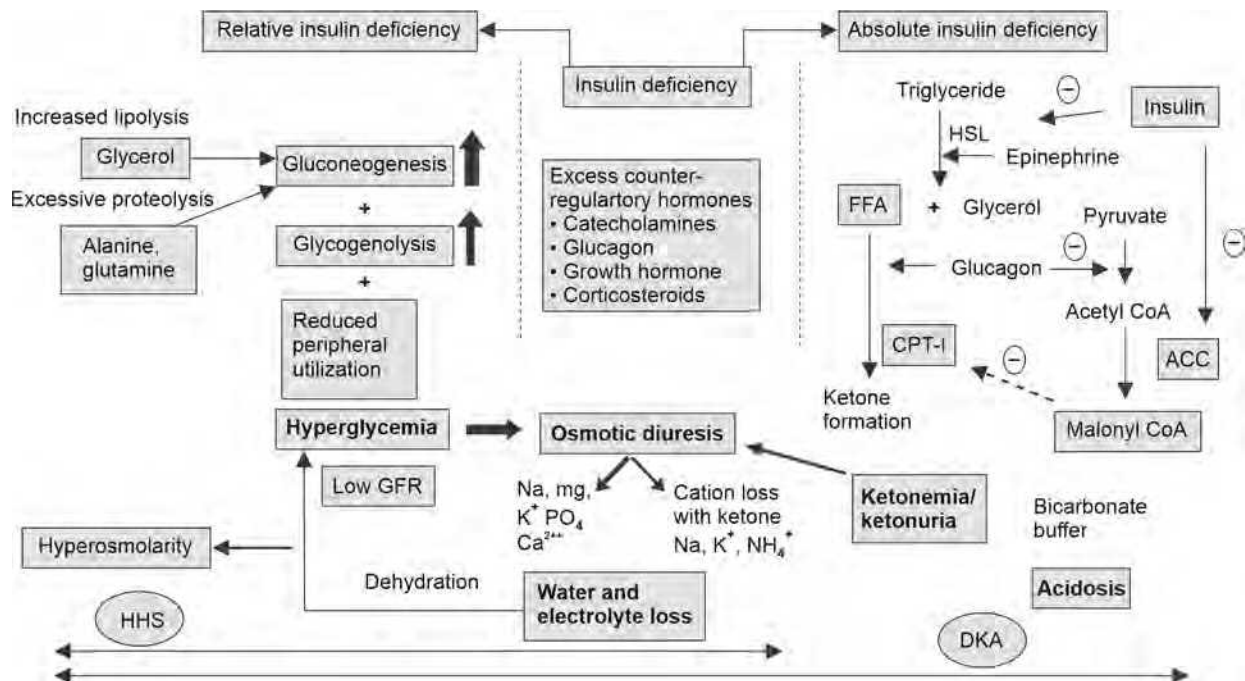 Relative insulin deficiency
Absolute insulin deficiency
Insulin deficiency
Increased lipolysis
Glycerol
Excessive proteolysis
Alanine,
glutamine
Gluconeogenesis
+
Glycogenolysis
+
Reduced
peripheral
utilization
Hyperglycemia
Low GFR
Hyperosmolarity
HHS
Excess counter-
regulartory hormones
• Catecholamines
• Glucagon
• Growth hormone
• Corticosteroids
Osmotic diuresis
Na, mg,
K⁺ PO₄
Ca²⁺⁺
Cation loss
with ketone
Na, K⁺, NH₄⁺
Dehydration
Water and
electrolyte loss
Triglyceride
−
Insulin
HSL
Epinephrine
FFA
+
Glycerol
Pyruvate
Glucagon
−
−
Acetyl CoA
CPT-I
−
ACC
Ketone
formation
Malonyl CoA
Ketonemia/
ketonuria
Bicarbonate
buffer
Acidosis
DKA